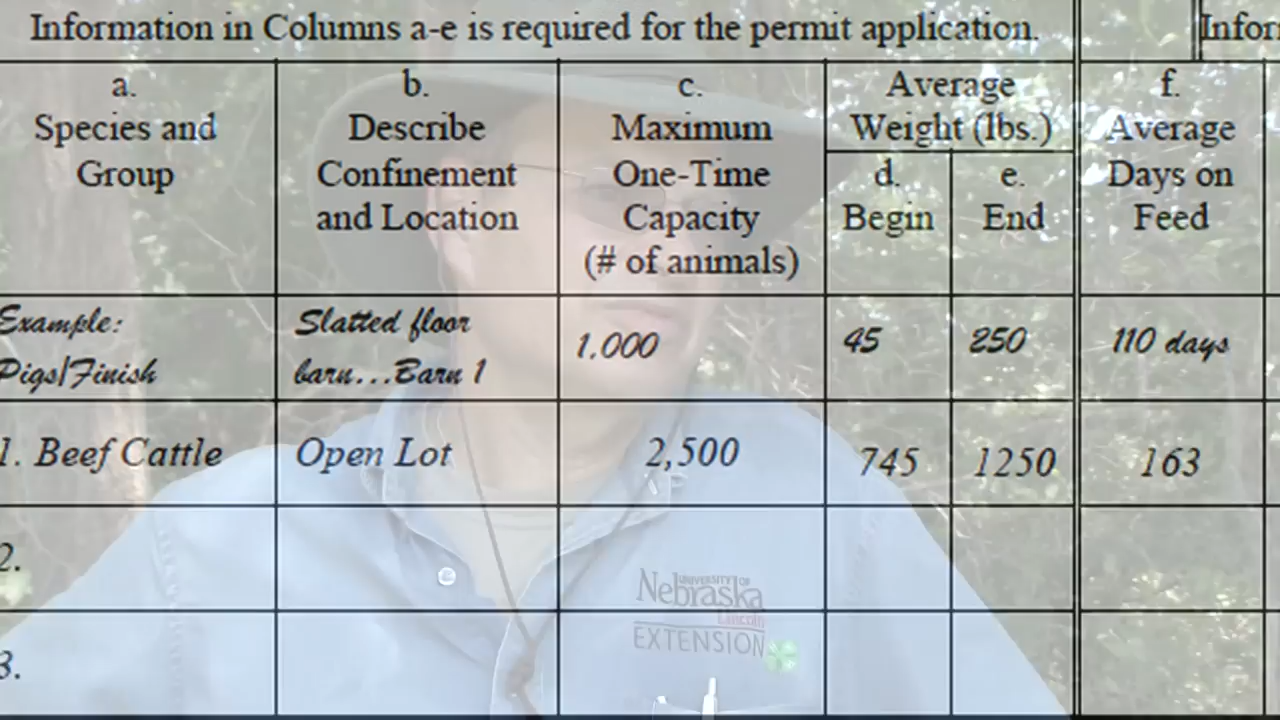 Information in Columns a-e is required for the permit application.
Infor
a.
Species and
Group
b.
Describe
Confinement
and Location
c.
Maximum
One-Time
Capacity
(# of animals)
Average
Weight (lbs.)
d.
Begin
e.
End
f.
Average
Days on
Feed
Example:
Pigs/Finish
Slatted floor
barn...Barn 1
1,000
45
250
110 days
1. Beef Cattle
Open Lot
2,500
745
1250
163
2.
3.
UNIVERSITY OF
Nebraska
Lincoln
EXTENSION